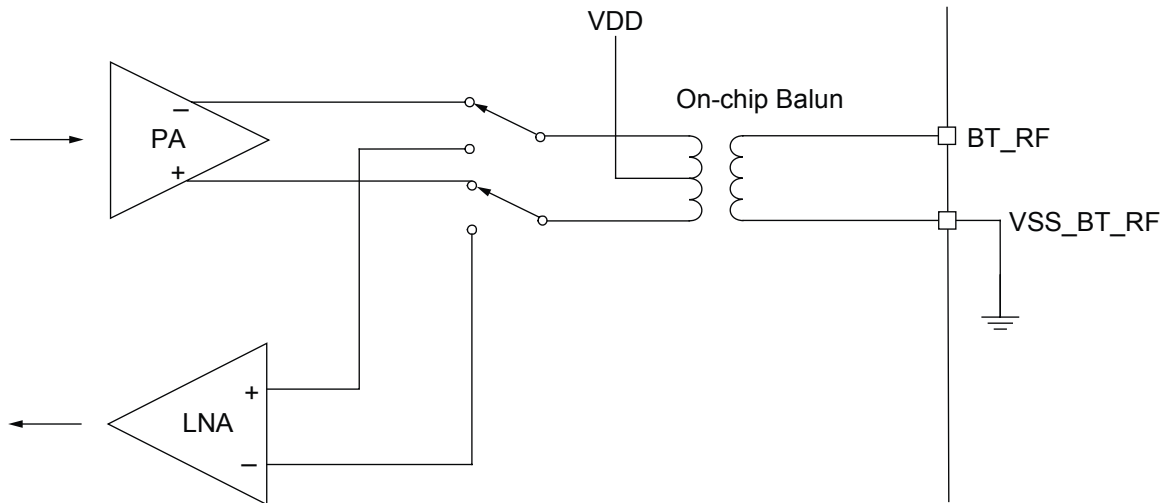 VDD
On-chip Balun
−
PA
+
BT_RF
VSS_BT_RF
+
LNA
−